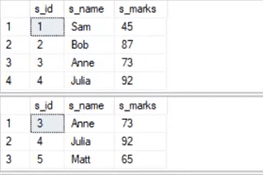 s_id s_name s_marks
1 1 Sam 45
2 2 Bob 87
3 3 Anne 73
4 4 Julia 92
s_id s_name s_marks
1 3 Anne 73
2 4 Julia 92
3 5 Matt 65